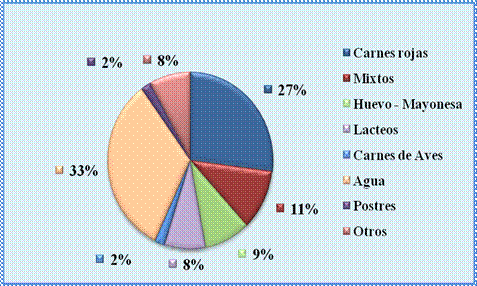 2%
8%
27%
33%
11%
9%
8%
2%
Carnes rojas
Mixtos
Huevo - Mayonesa
Lacteos
Carnes de Aves
Agua
Postres
Otros